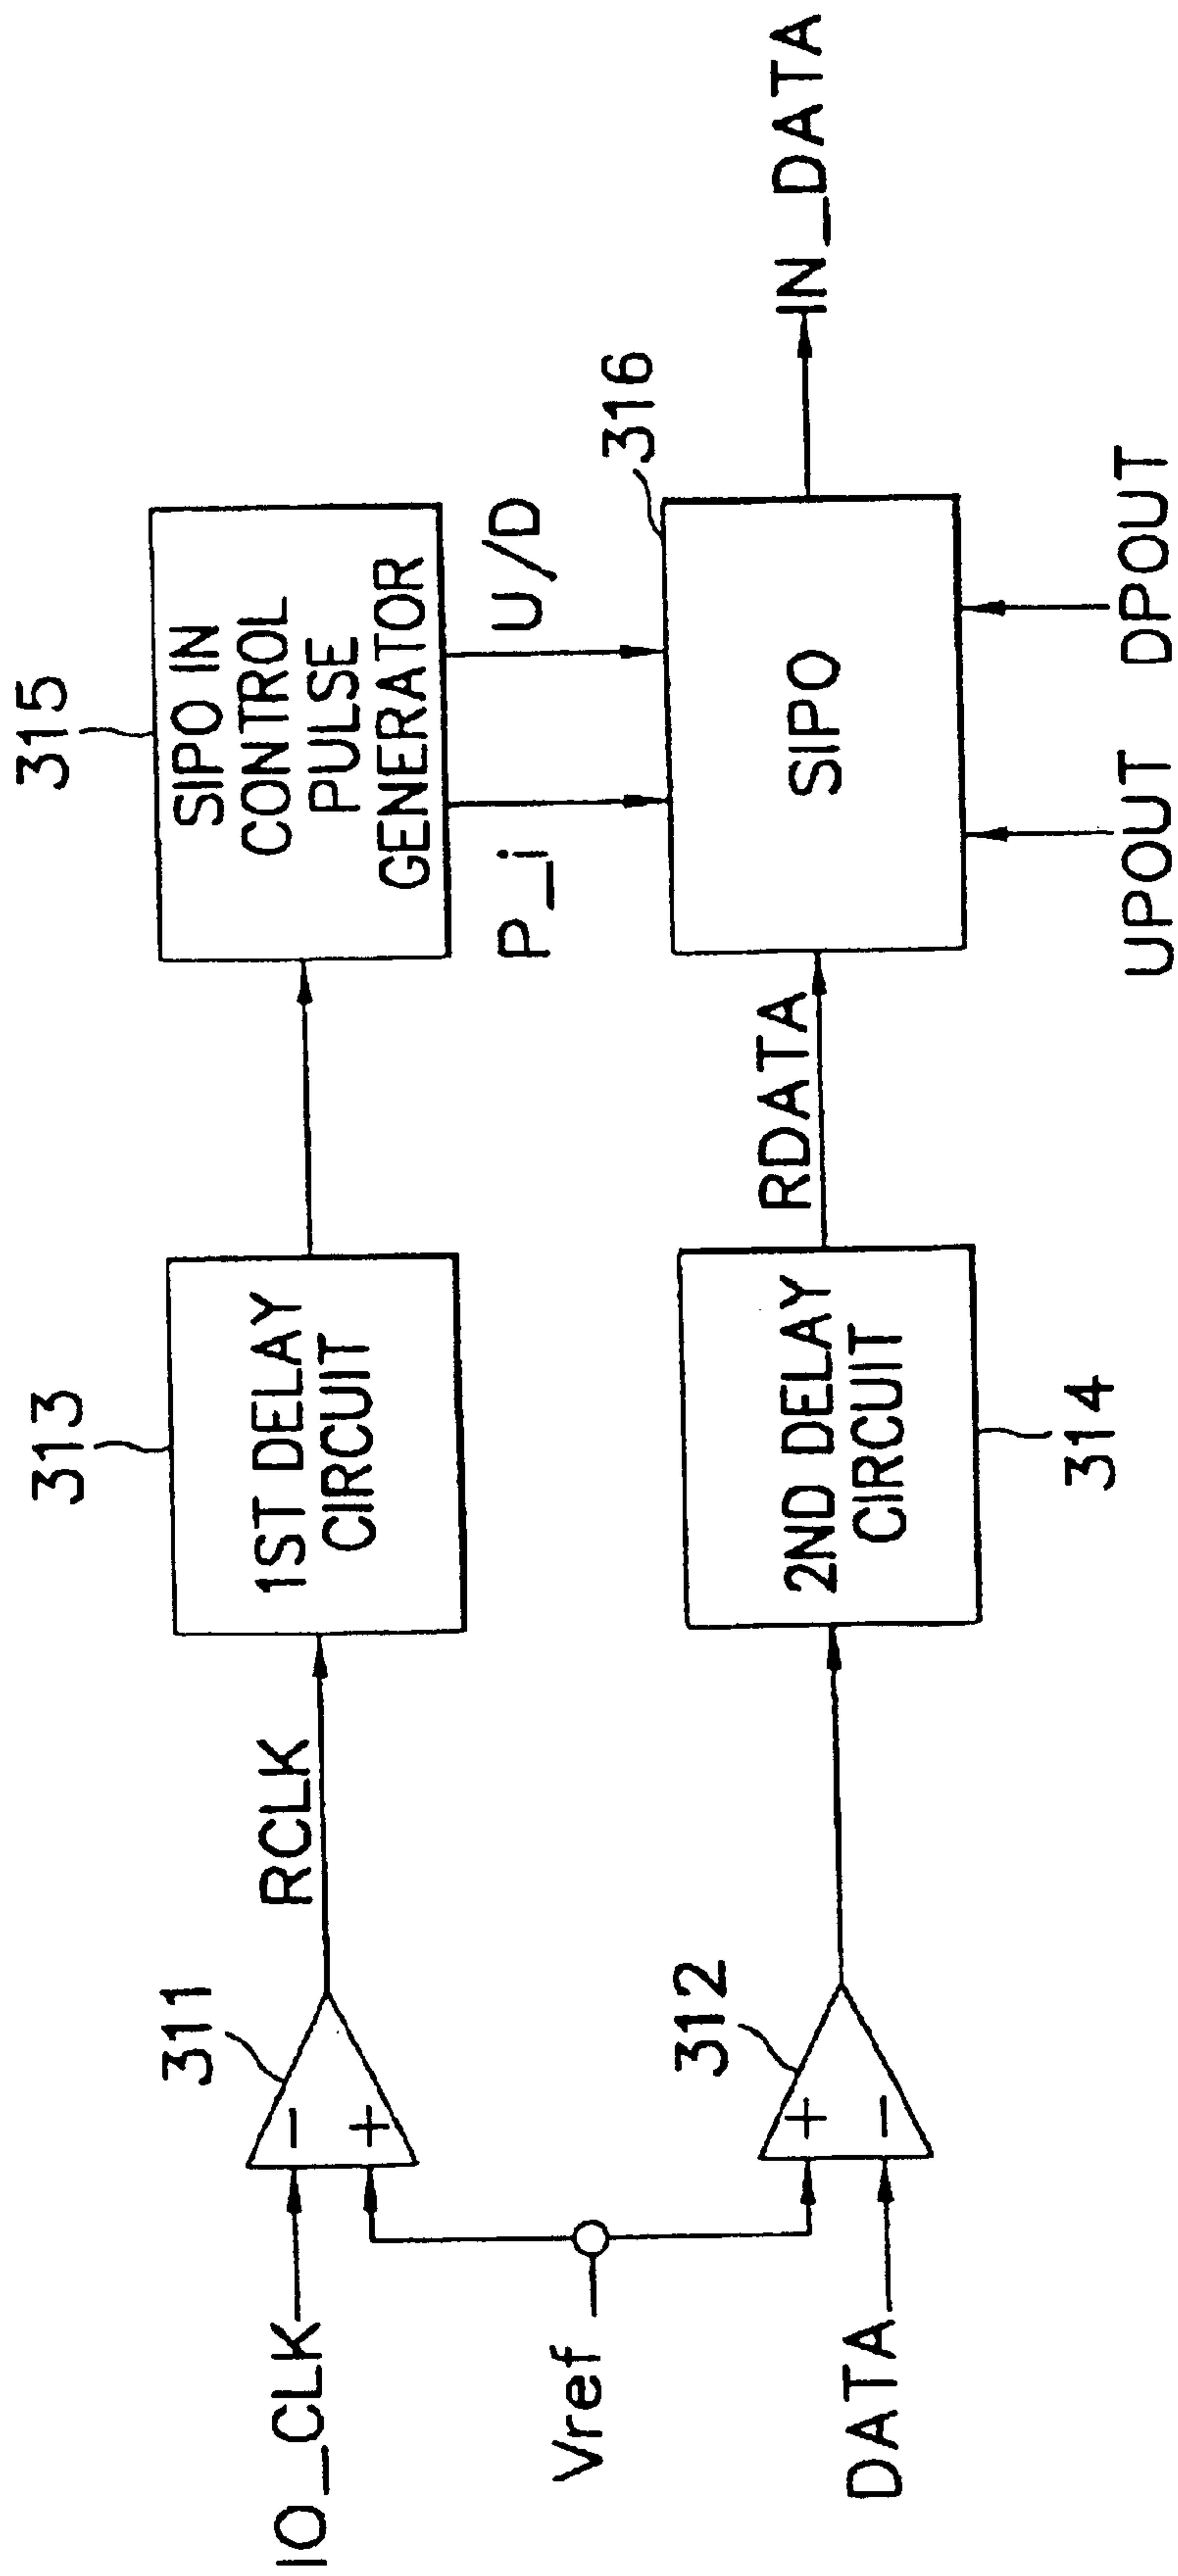 315
SIPO IN
CONTROL
PULSE
GENERATOR
313
1ST DELAY
CIRCUIT
RCLK
311
−
+
IO_CLK
P_i
U/D
316
SIPO
IN_DATA
RDATA
UPOUT
DPOUT
2ND DELAY
CIRCUIT
314
312
+
−
Vref
DATA